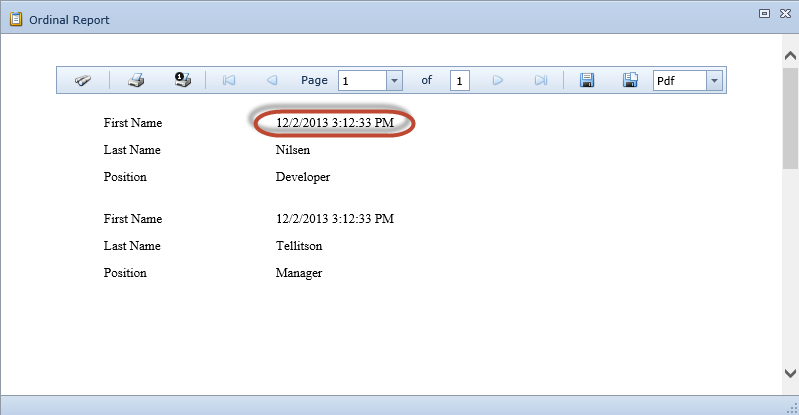 Ordinal Report
1 Page 1 of 1 Pdf
First Name 12/2/2013 3:12:33 PM
Last Name Nilsen
Position Developer
First Name 12/2/2013 3:12:33 PM
Last Name Tellitson
Position Manager